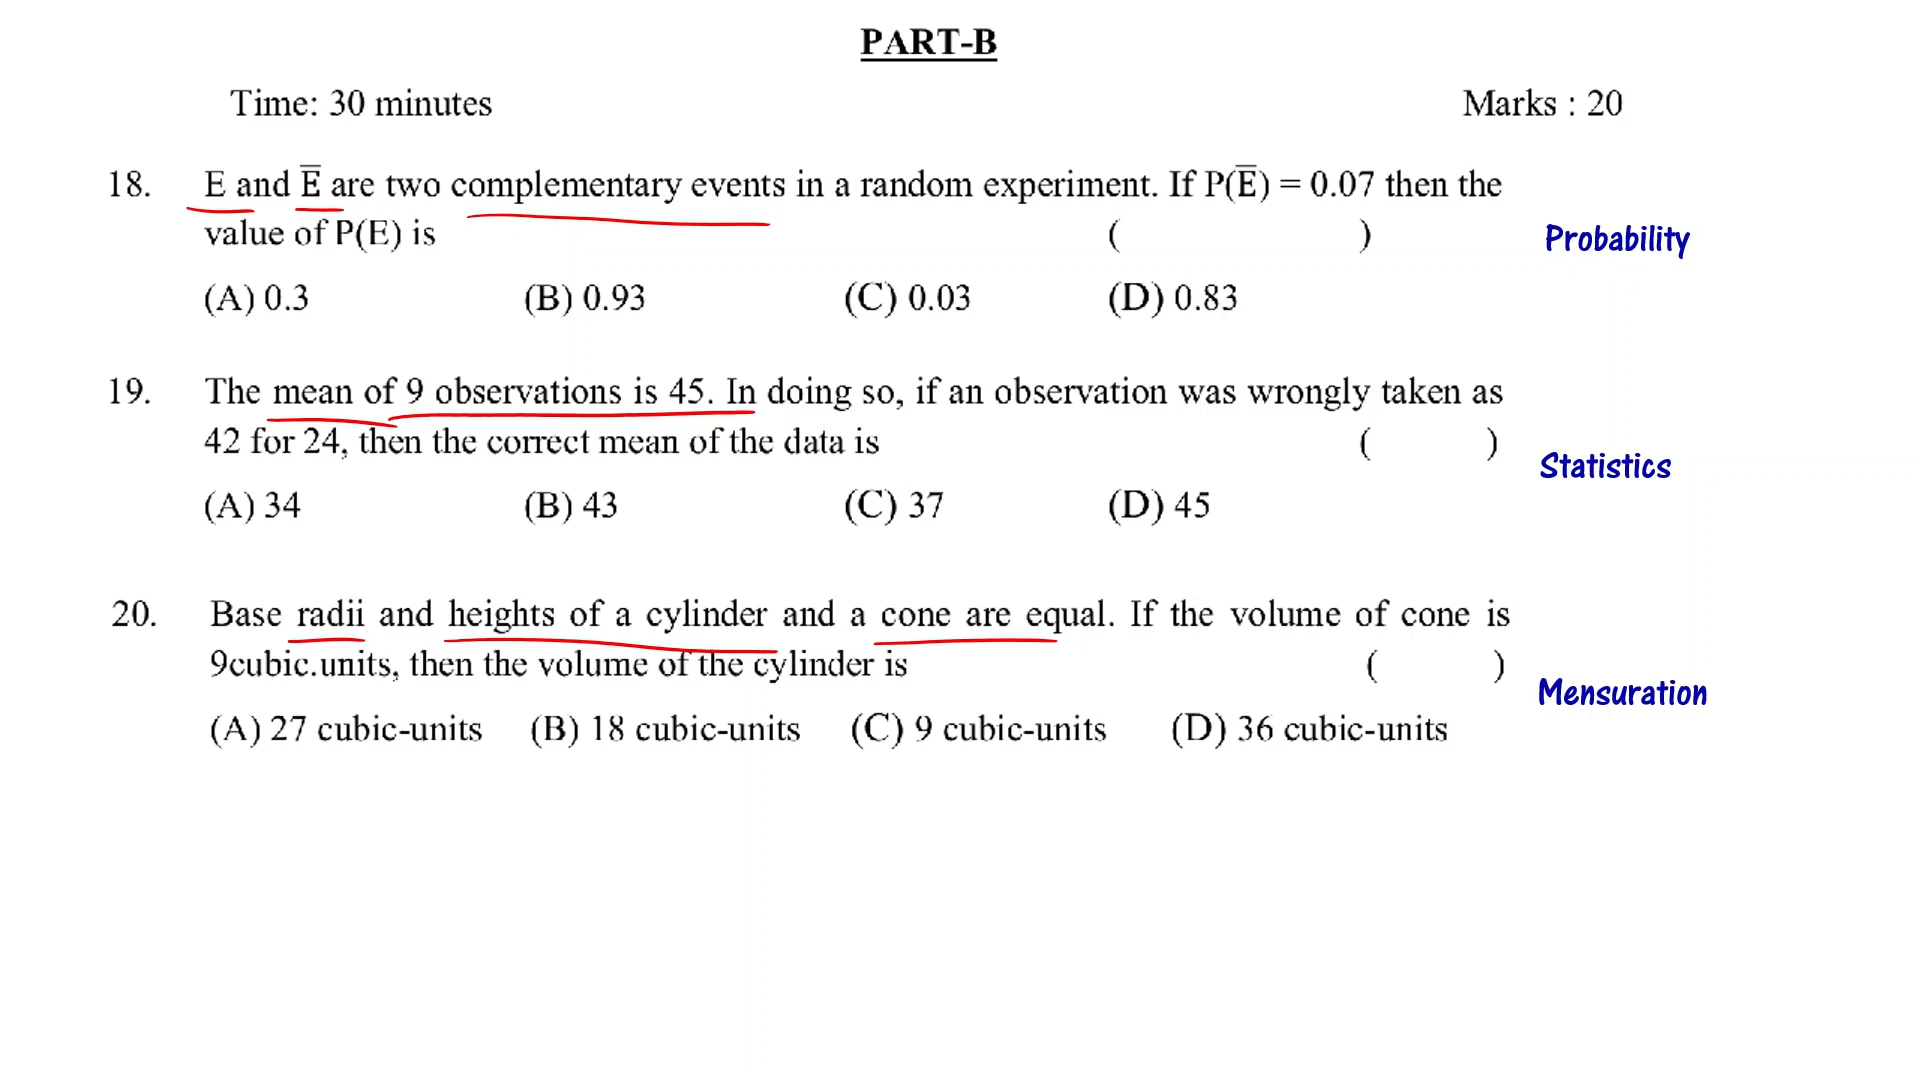 PART-B
Time: 30 minutes Marks : 20
18. E and E̅ are two complementary events in a random experiment. If P(E̅) = 0.07 then the
value of P(E) is ( )
Probability
(A) 0.3 (B) 0.93 (C) 0.03 (D) 0.83
19. The mean of 9 observations is 45. In doing so, if an observation was wrongly taken as
42 for 24, then the correct mean of the data is ( )
Statistics
(A) 34 (B) 43 (C) 37 (D) 45
20. Base radii and heights of a cylinder and a cone are equal. If the volume of cone is
9cubic.units, then the volume of the cylinder is ( )
Mensuration
(A) 27 cubic-units (B) 18 cubic-units (C) 9 cubic-units (D) 36 cubic-units